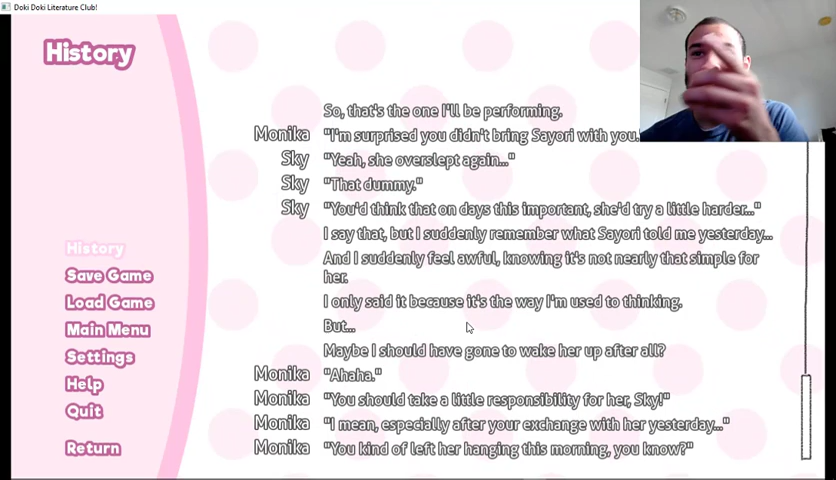 Doki Doki Literature Club!
History
So, that's the one I'll be performing.
Monika "I'm surprised you didn't bring Sayori with you.
Sky "Yeah, she overslept again..."
Sky "That dummy."
Sky "You'd think that on days this important, she'd try a little harder..."
I say that, but I suddenly remember what Sayori told me yesterday...
And I suddenly feel awful, knowing it's not nearly that simple for
her.
I only said it because it's the way I'm used to thinking.
But...
Maybe I should have gone to wake her up after all?
Monika "Ahaha."
Monika "You should take a little responsibility for her, Sky!"
Monika "I mean, especially after your exchange with her yesterday..."
Monika "You kind of left her hanging this morning, you know?"
History
Save Game
Load Game
Main Menu
Settings
Help
Quit
Return